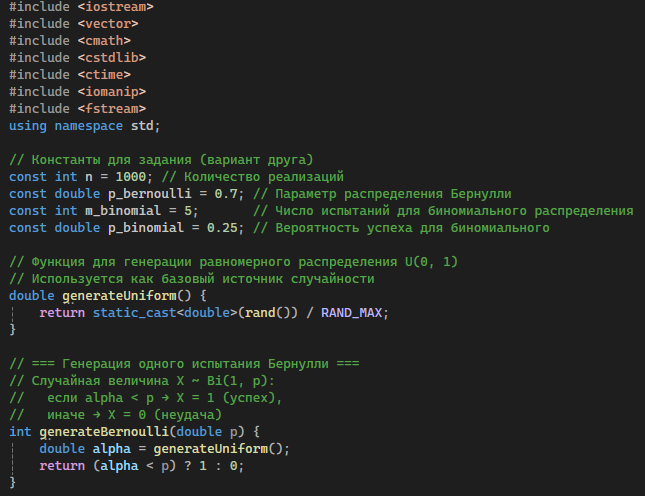 #include <iostream>
#include <vector>
#include <cmath>
#include <cstdlib>
#include <ctime>
#include <iomanip>
#include <fstream>
using namespace std;

// Константы для задания (вариант друга)
const int n = 1000; // Количество реализаций
const double p_bernoulli = 0.7; // Параметр распределения Бернулли
const int m_binomial = 5;       // Число испытаний для биномиального распределения
const double p_binomial = 0.25; // Вероятность успеха для биномиального

// Функция для генерации равномерного распределения U(0, 1)
// Используется как базовый источник случайности
double generateUniform() {
    return static_cast<double>(rand()) / RAND_MAX;
}

// === Генерация одного испытания Бернулли ===
// Случайная величина X ~ Bi(1, p):
//   если alpha < p → X = 1 (успех),
//   иначе → X = 0 (неудача)
int generateBernoulli(double p) {
    double alpha = generateUniform();
    return (alpha < p) ? 1 : 0;
}